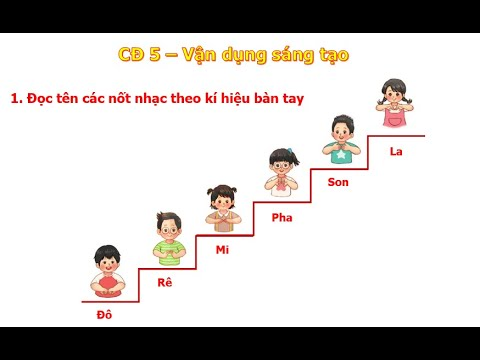 CĐ 5 – Vận dụng sáng tạo
1. Đọc tên các nốt nhạc theo kí hiệu bàn tay
La
Son
Pha
Mi
Rê
Đô